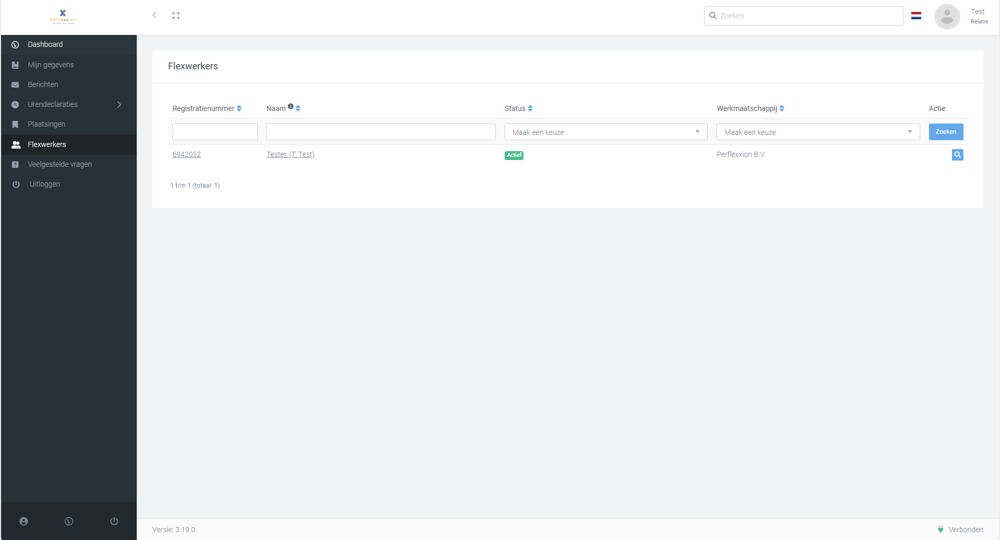 Perflexxion
Zoeken
Test
Relatie
Dashboard
Mijn gegevens
Berichten
Urendeclaraties
Plaatsingen
Flexwerkers
Veelgestelde vragen
Uitloggen
Flexwerkers
Registratienummer Naam Status Werkmaatschappij Actie
Maak een keuze Maak een keuze Zoeken
6942052 Tester, (T, Test) Actief Perflexxion B.V.
1 t/m 1 (totaal: 1)
Versie: 3.19.0
Verbonden